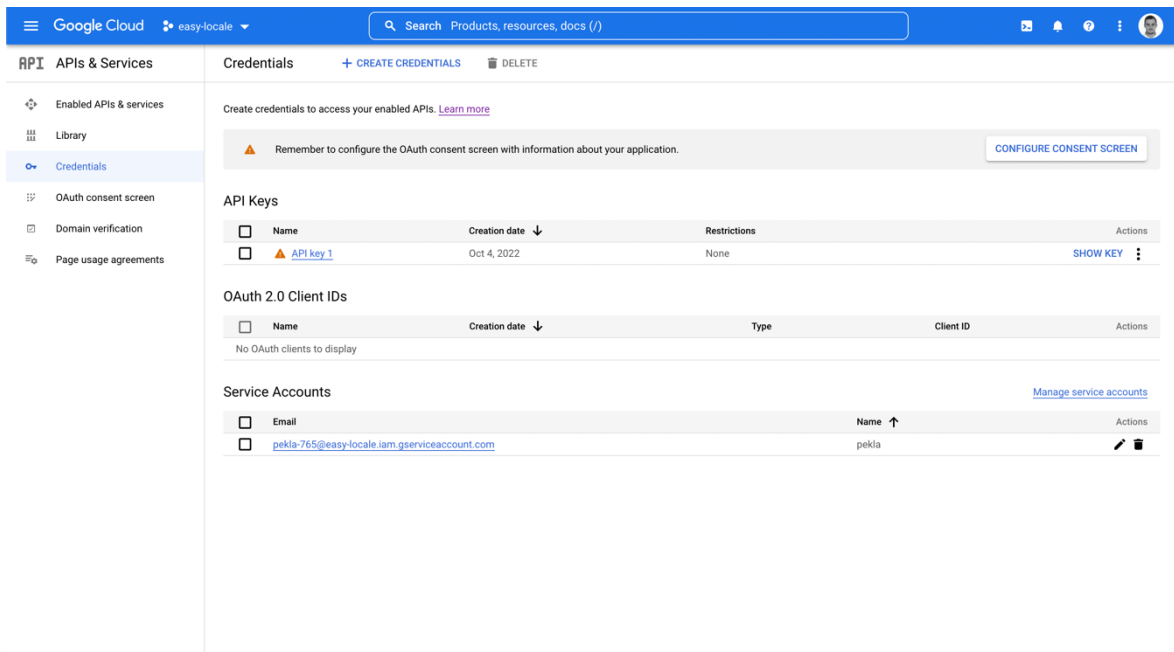 Google Cloud easy-locale Search Products, resources, docs (/)
API APIs & Services
Enabled APIs & services
Library
Credentials
OAuth consent screen
Domain verification
Page usage agreements
Credentials + CREATE CREDENTIALS DELETE
Create credentials to access your enabled APIs. Learn more
Remember to configure the OAuth consent screen with information about your application. CONFIGURE CONSENT SCREEN
API Keys
Name Creation date Restrictions Actions
API key 1 Oct 4, 2022 None SHOW KEY
OAuth 2.0 Client IDs
Name Creation date Type Client ID Actions
No OAuth clients to display
Service Accounts Manage service accounts
Email Name Actions
pekla-765@easy-locale.iam.gserviceaccount.com pekla